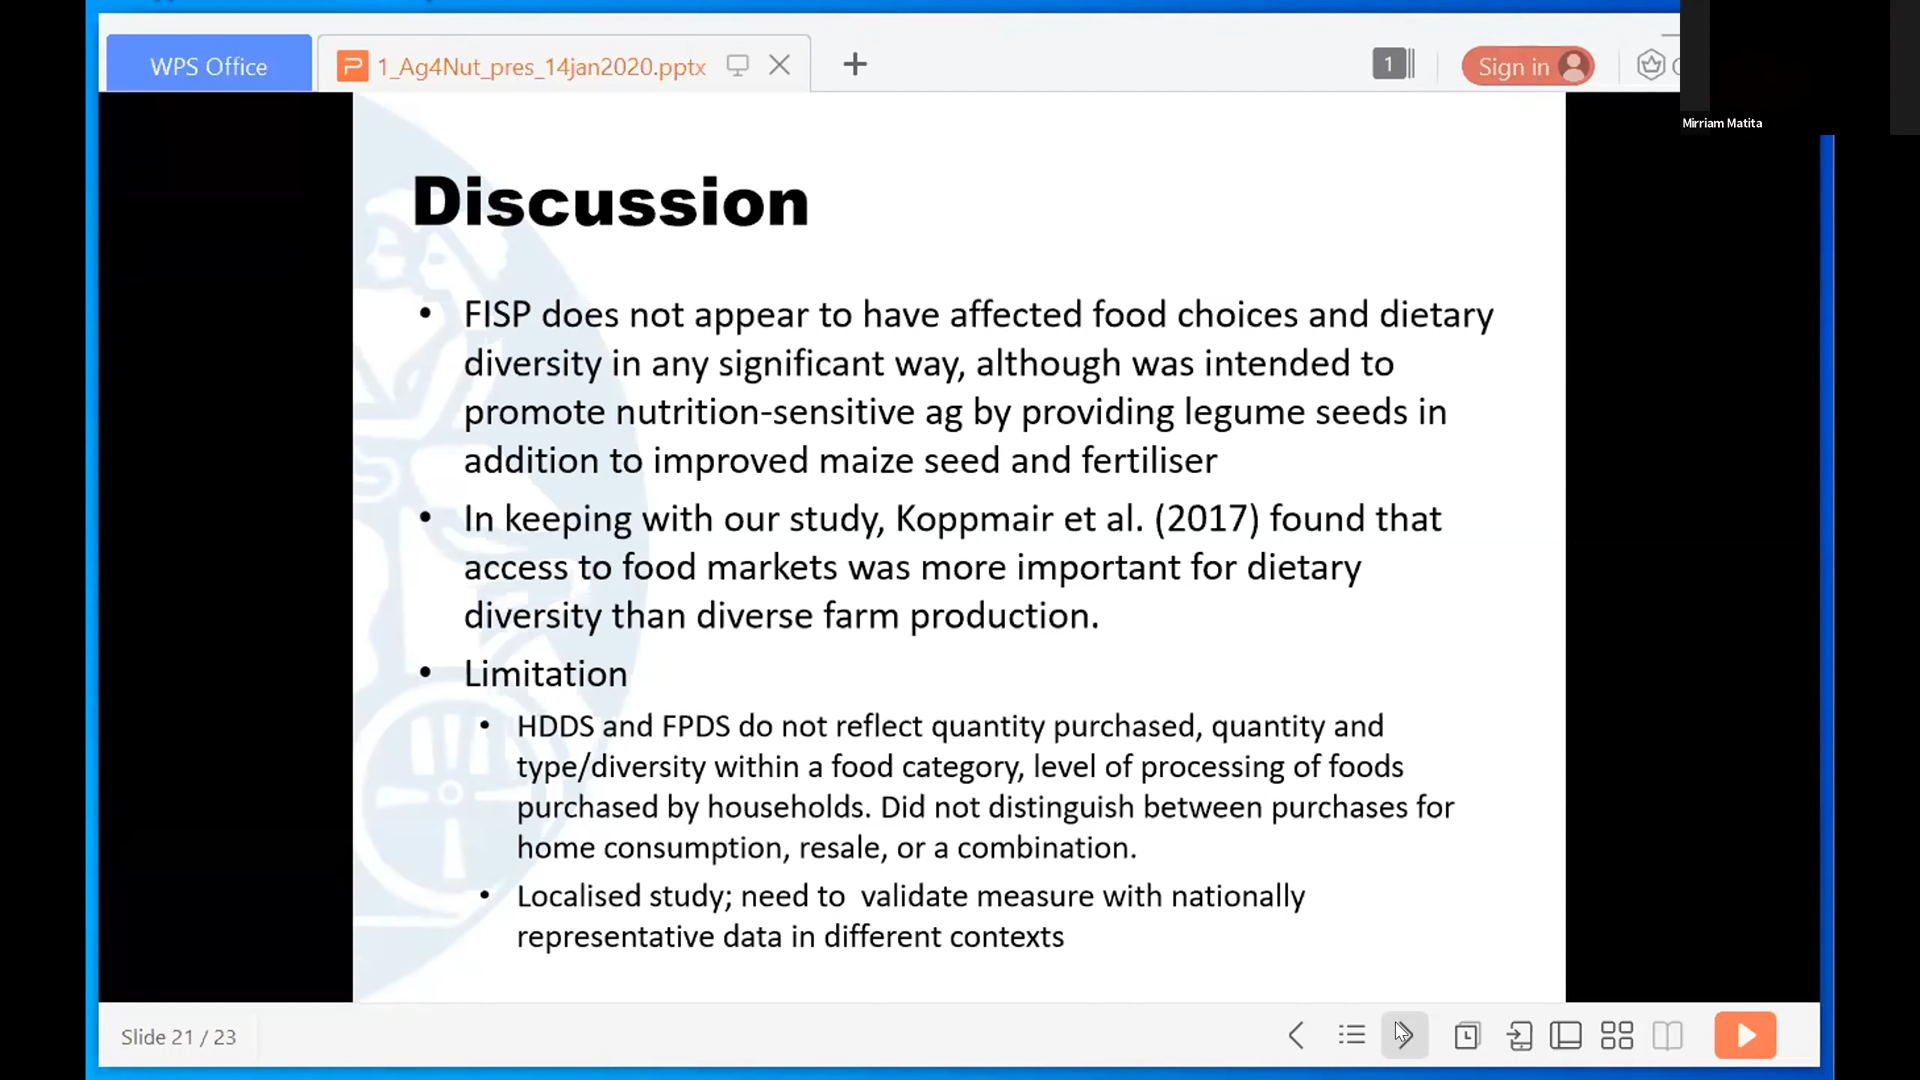 WPS Office
1_Ag4Nut_pres_14jan2020.pptx
1
Sign in
Mirriam Matita
Discussion
• FISP does not appear to have affected food choices and dietary
diversity in any significant way, although was intended to
promote nutrition-sensitive ag by providing legume seeds in
addition to improved maize seed and fertiliser
• In keeping with our study, Koppmair et al. (2017) found that
access to food markets was more important for dietary
diversity than diverse farm production.
• Limitation
• HDDS and FPDS do not reflect quantity purchased, quantity and
type/diversity within a food category, level of processing of foods
purchased by households. Did not distinguish between purchases for
home consumption, resale, or a combination.
• Localised study; need to  validate measure with nationally
representative data in different contexts
Slide 21 / 23